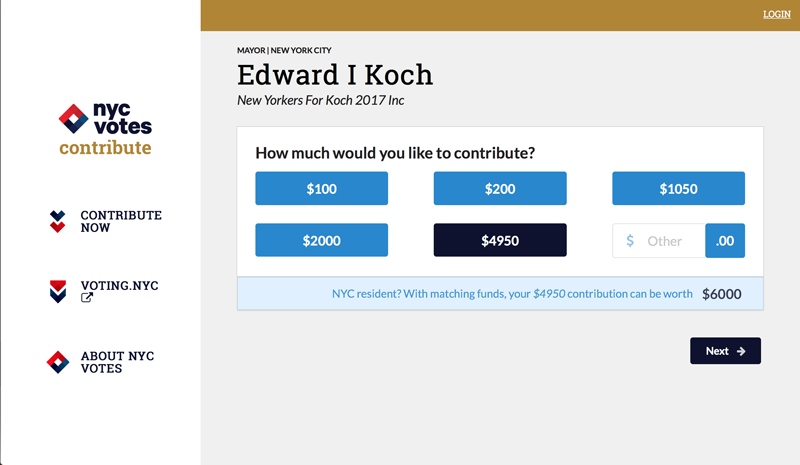 LOGIN
nyc
votes
contribute
CONTRIBUTE
NOW
VOTING.NYC
ABOUT NYC
VOTES
MAYOR | NEW YORK CITY
Edward I Koch
New Yorkers For Koch 2017 Inc
How much would you like to contribute?
$100 $200 $1050
$2000 $4950 $ Other .00
NYC resident? With matching funds, your $4950 contribution can be worth $6000
Next